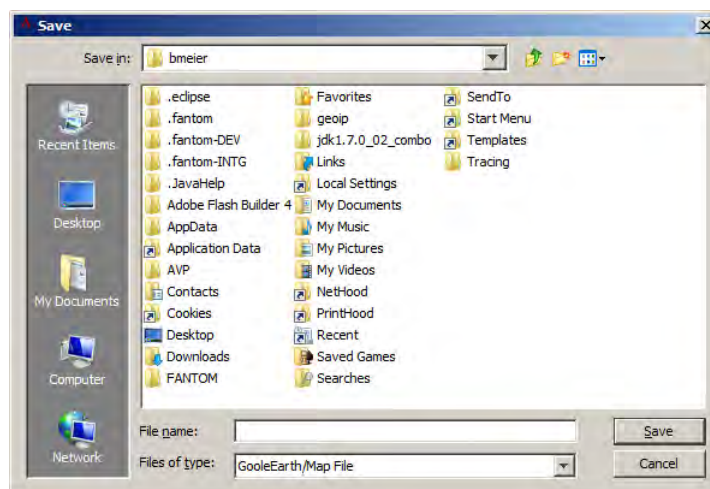 Save
Save in: bmeier
Recent Items
Desktop
My Documents
Computer
Network
.eclipse
.fantom
.fantom-DEV
.fantom-INTG
.JavaHelp
Adobe Flash Builder 4
AppData
Application Data
AVP
Contacts
Cookies
Desktop
Downloads
FANTOM
Favorites
geoip
jdk1.7.0_02_combo
Links
Local Settings
My Documents
My Music
My Pictures
My Videos
NetHood
PrintHood
Recent
Saved Games
Searches
SendTo
Start Menu
Templates
Tracing
File name:
Save
Files of type: GooleEarth/Map File
Cancel